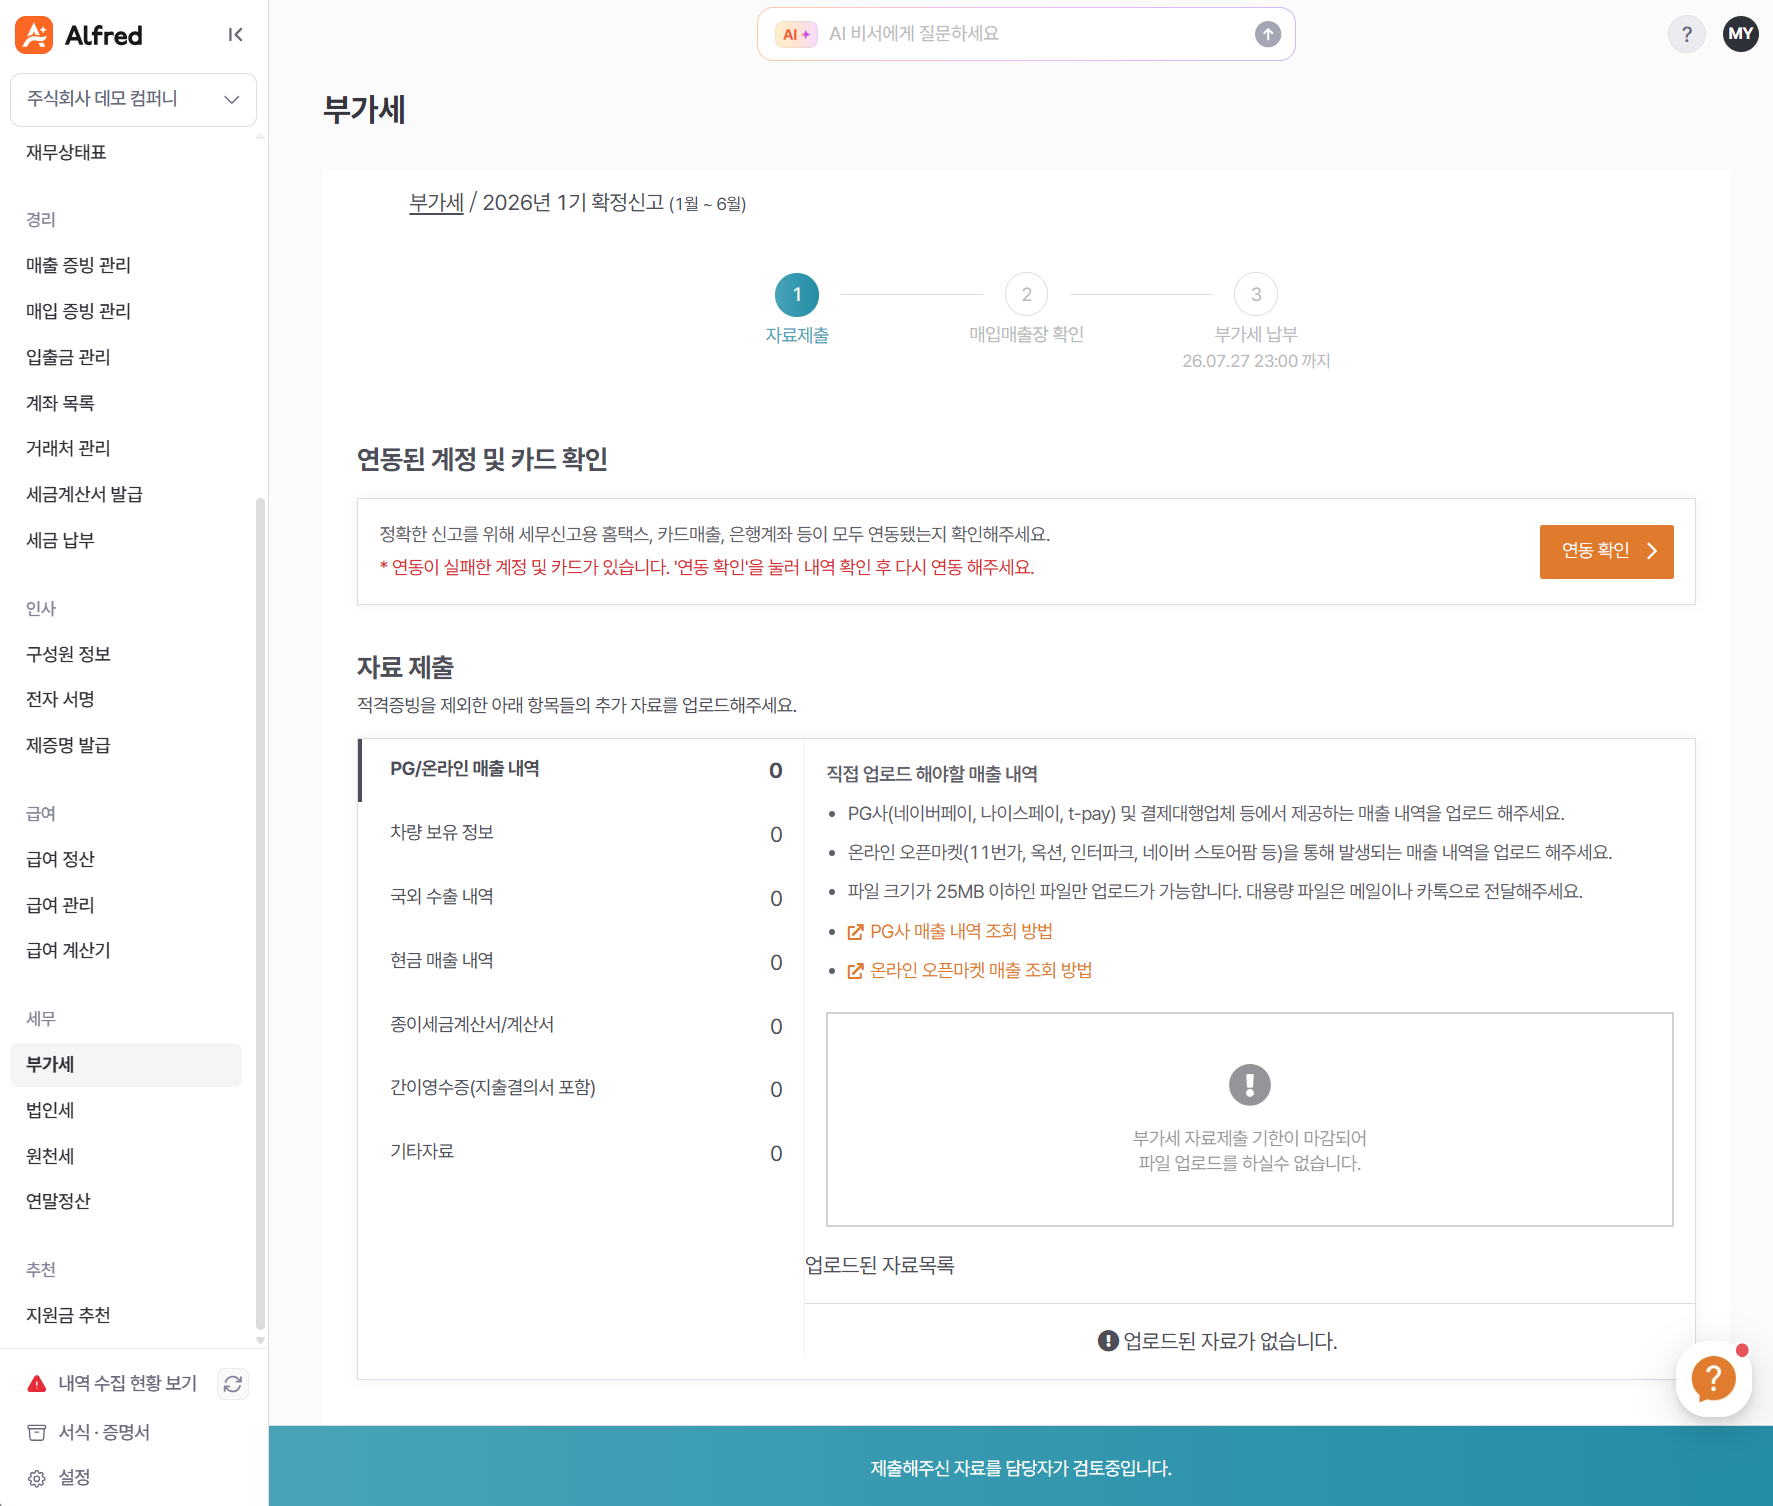 Alfred
주식회사 데모 컴퍼니
재무상태표
경리
매출 증빙 관리
매입 증빙 관리
입출금 관리
계좌 목록
거래처 관리
세금계산서 발급
세금 납부
인사
구성원 정보
전자 서명
제증명 발급
급여
급여 정산
급여 관리
급여 계산기
세무
부가세
법인세
원천세
연말정산
추천
지원금 추천
내역 수집 현황 보기
서식 · 증명서
설정
AI AI 비서에게 질문하세요
? MY
부가세
부가세 / 2026년 1기 확정신고 (1월 ~ 6월)
1 2 3
자료제출 매입매출장 확인 부가세 납부
26.07.27 23:00 까지
연동된 계정 및 카드 확인
정확한 신고를 위해 세무신고용 홈택스, 카드매출, 은행계좌 등이 모두 연동됐는지 확인해주세요.
* 연동이 실패한 계정 및 카드가 있습니다. '연동 확인'을 눌러 내역 확인 후 다시 연동 해주세요.
연동 확인
자료 제출
적격증빙을 제외한 아래 항목들의 추가 자료를 업로드해주세요.
PG/온라인 매출 내역 0
차량 보유 정보 0
국외 수출 내역 0
현금 매출 내역 0
종이세금계산서/계산서 0
간이영수증(지출결의서 포함) 0
기타자료 0
직접 업로드 해야할 매출 내역
• PG사(네이버페이, 나이스페이, t-pay) 및 결제대행업체 등에서 제공하는 매출 내역을 업로드 해주세요.
• 온라인 오픈마켓(11번가, 옥션, 인터파크, 네이버 스토어팜 등)을 통해 발생되는 매출 내역을 업로드 해주세요.
• 파일 크기가 25MB 이하인 파일만 업로드가 가능합니다. 대용량 파일은 메일이나 카톡으로 전달해주세요.
• PG사 매출 내역 조회 방법
• 온라인 오픈마켓 매출 조회 방법
부가세 자료제출 기한이 마감되어
파일 업로드를 하실수 없습니다.
업로드된 자료목록
업로드된 자료가 없습니다.
제출해주신 자료를 담당자가 검토중입니다.